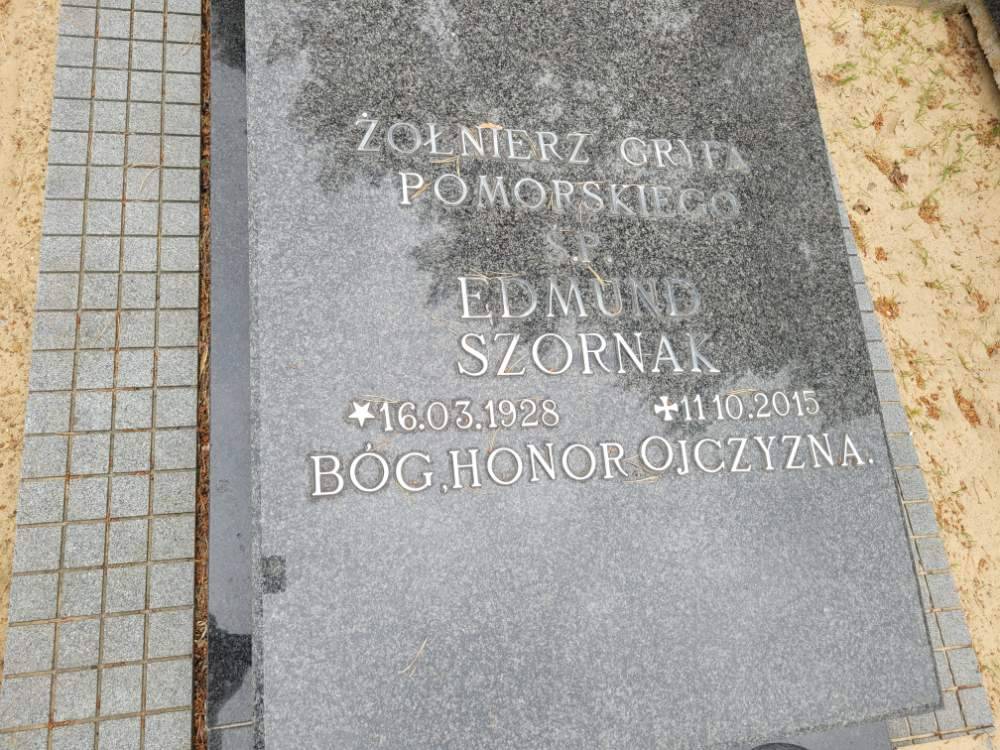 ŻOŁNIERZ GRYFA
POMORSKIEGO
Ś.P.
EDMUND
SZORNAK
16.03.1928 11.10.2015
BÓG, HONOR OJCZYZNA.